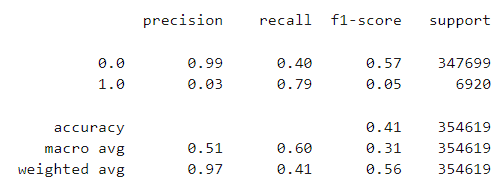 precision recall f1-score support
0.0 0.99 0.40 0.57 347699
1.0 0.03 0.79 0.05 6920
accuracy 0.41 354619
macro avg 0.51 0.60 0.31 354619
weighted avg 0.97 0.41 0.56 354619